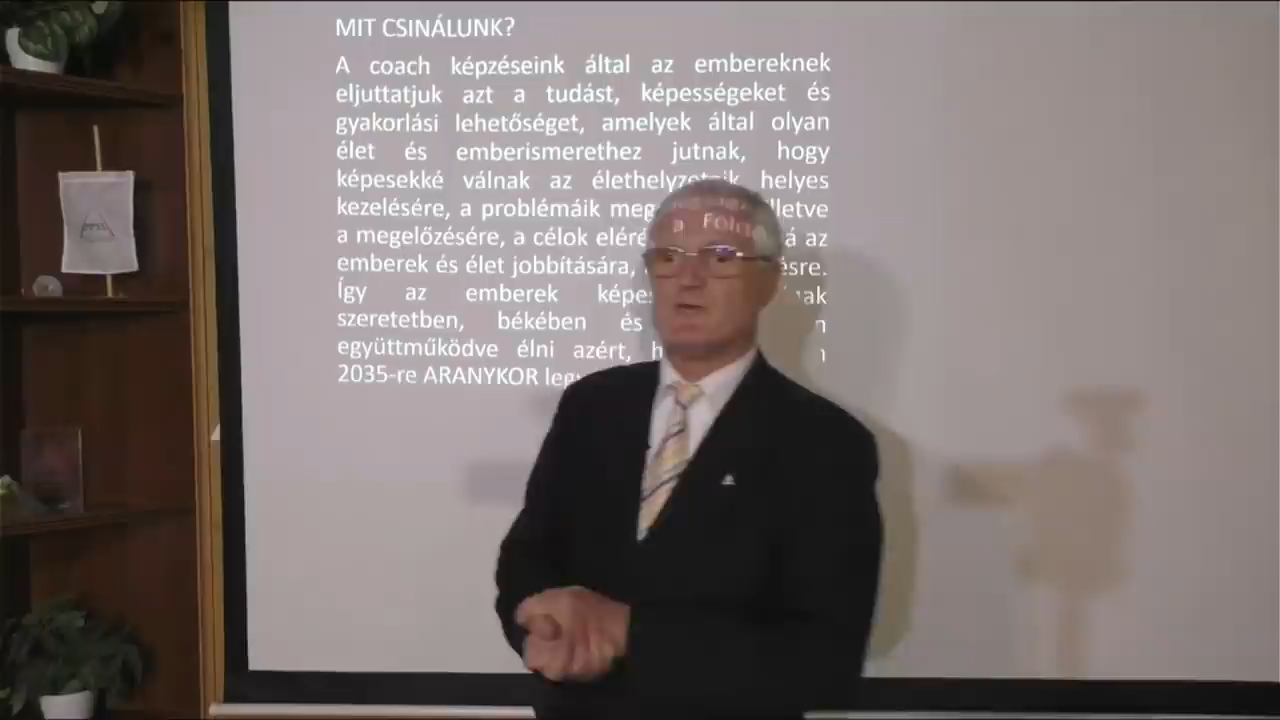 MIT CSINÁLUNK?
A coach képzéseink által az embereknek
eljuttatjuk azt a tudást, képességeket és
gyakorlási lehetőséget, amelyek által olyan
élet és emberismerethez jutnak, hogy
képesekké válnak az élethelyzeteik helyes
kezelésére, a problémáik
a megelőzésére, a célok az
emberek és élet jobbítására,
Így az emberek
szeretetben, békében és
együttműködve élni azért,
2035-re ARANYKOR